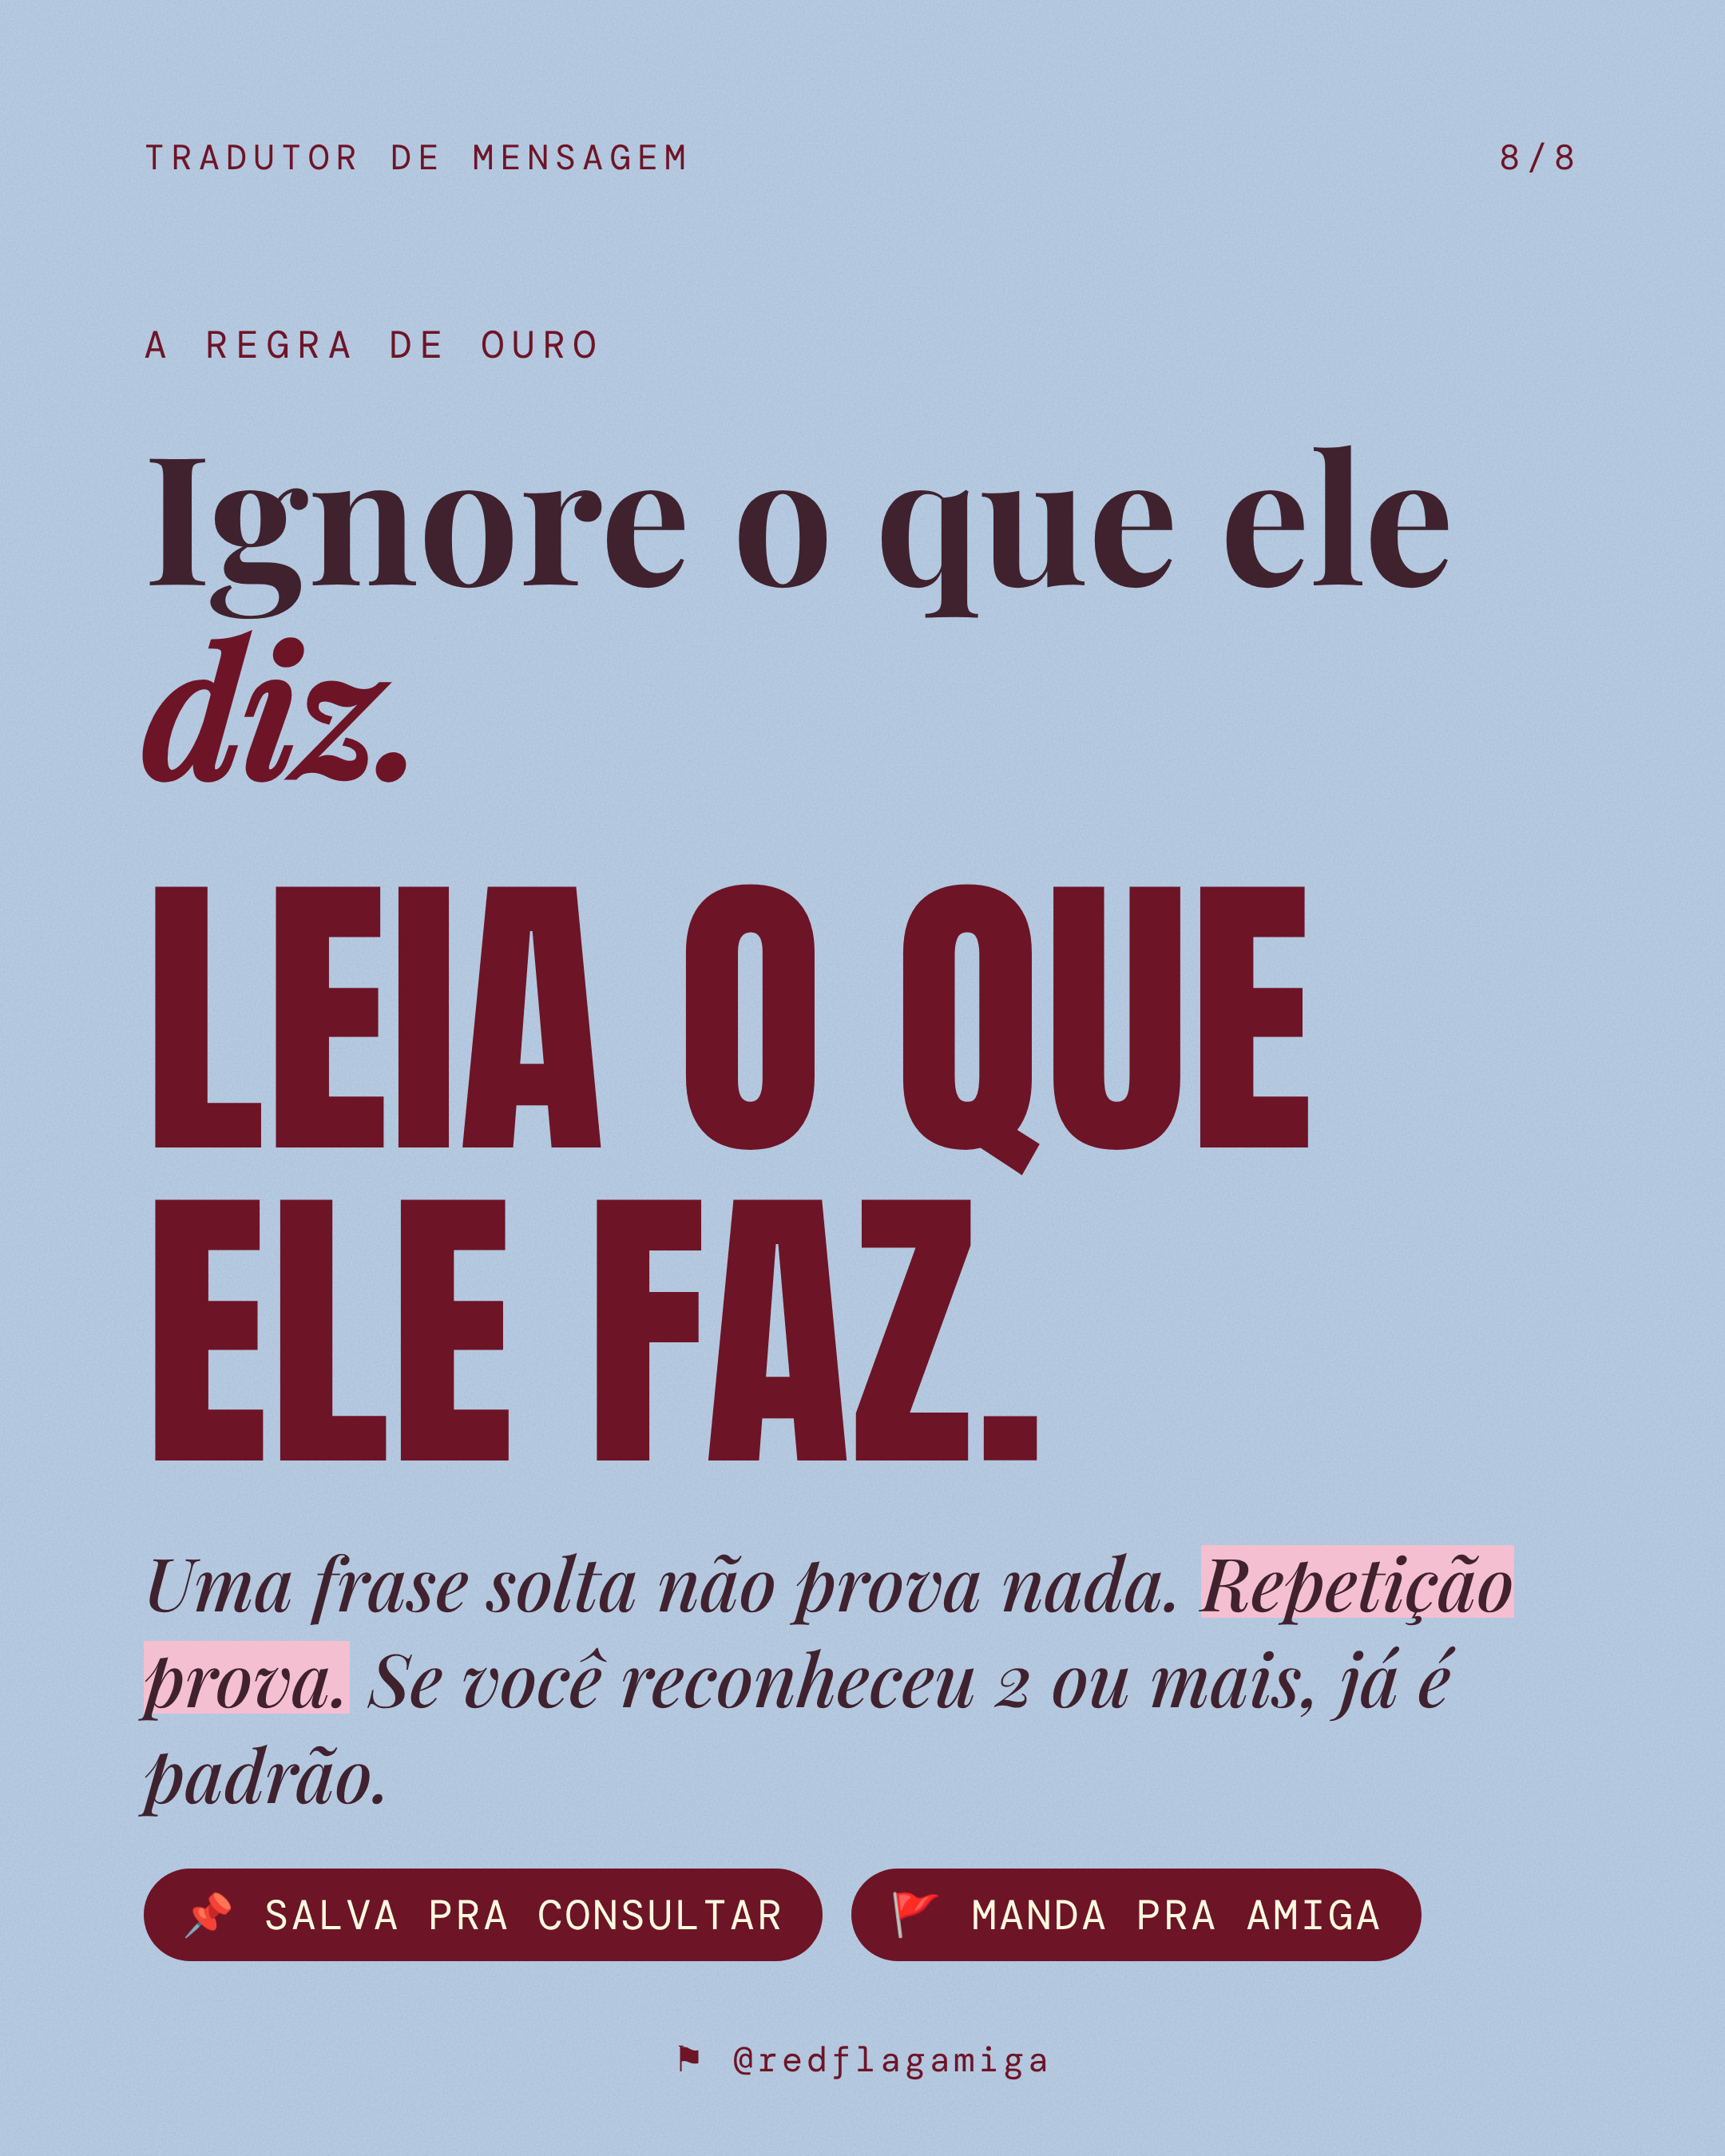 TRADUTOR DE MENSAGEM
8/8
A REGRA DE OURO
Ignore o que ele
diz.
LEIA O QUE
ELE FAZ.
Uma frase solta não prova nada. Repetição
prova. Se você reconheceu 2 ou mais, já é
padrão.
📌 SALVA PRA CONSULTAR
🚩 MANDA PRA AMIGA
⚑ @redflagamiga